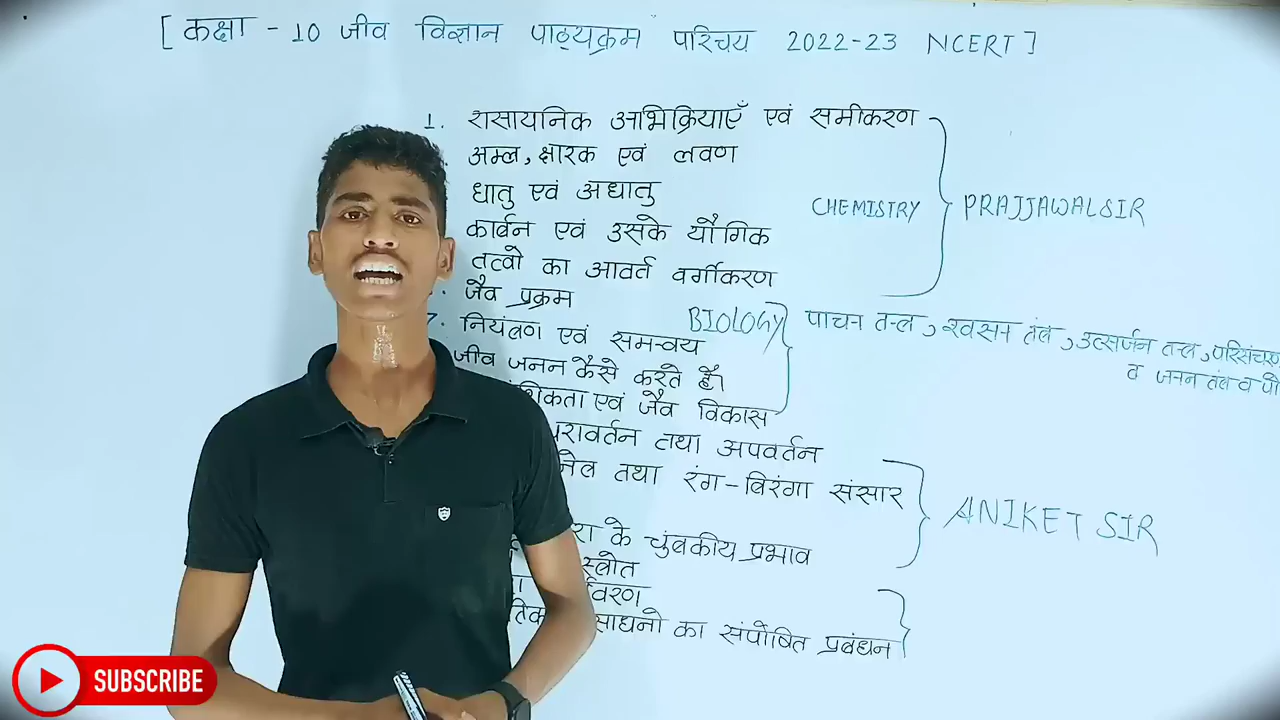 [ कक्षा - 10 जीव विज्ञान पाठ्यक्रम परिचय 2022-23 NCERT ]
1. रासायनिक अभिक्रियाएँ एवं समीकरण
अम्ल, क्षारक एवं लवण
धातु एवं अधातु
CHEMISTRY PRAJJAWAL SIR
कार्बन एवं उसके यौगिक
तत्वो का आवर्त वर्गीकरण
जैव प्रक्रम
BIOLOGY पाचन तन्त्र, श्वसन तंत्र, उत्सर्जन तन्त्र, परिसंचरण
व जनन तंत्र व
7. नियंत्रण एवं समन्वय
जीव जनन कैसे करते है।
एवं जैव विकास
परावर्तन तथा अपवर्तन
तथा रंग-बिरंगा संसार
ANIKET SIR
के चुंबकीय प्रभाव
स्त्रोत
साधनो का संपोषित प्रबंधन
SUBSCRIBE